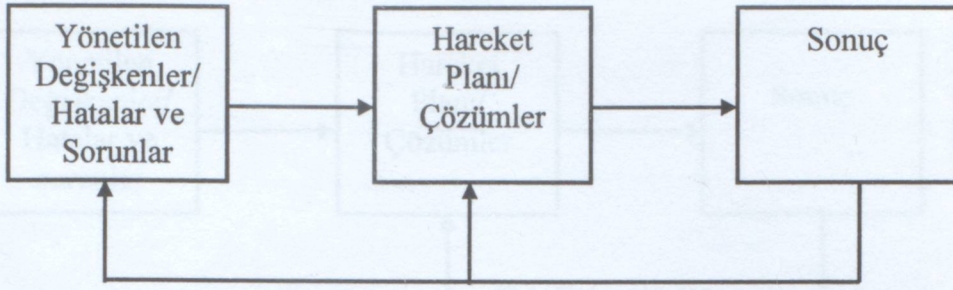 Yönetilen
Değişkenler/
Hatalar ve
Sorunlar
Hareket
Planı/
Çözümler
Sonuç